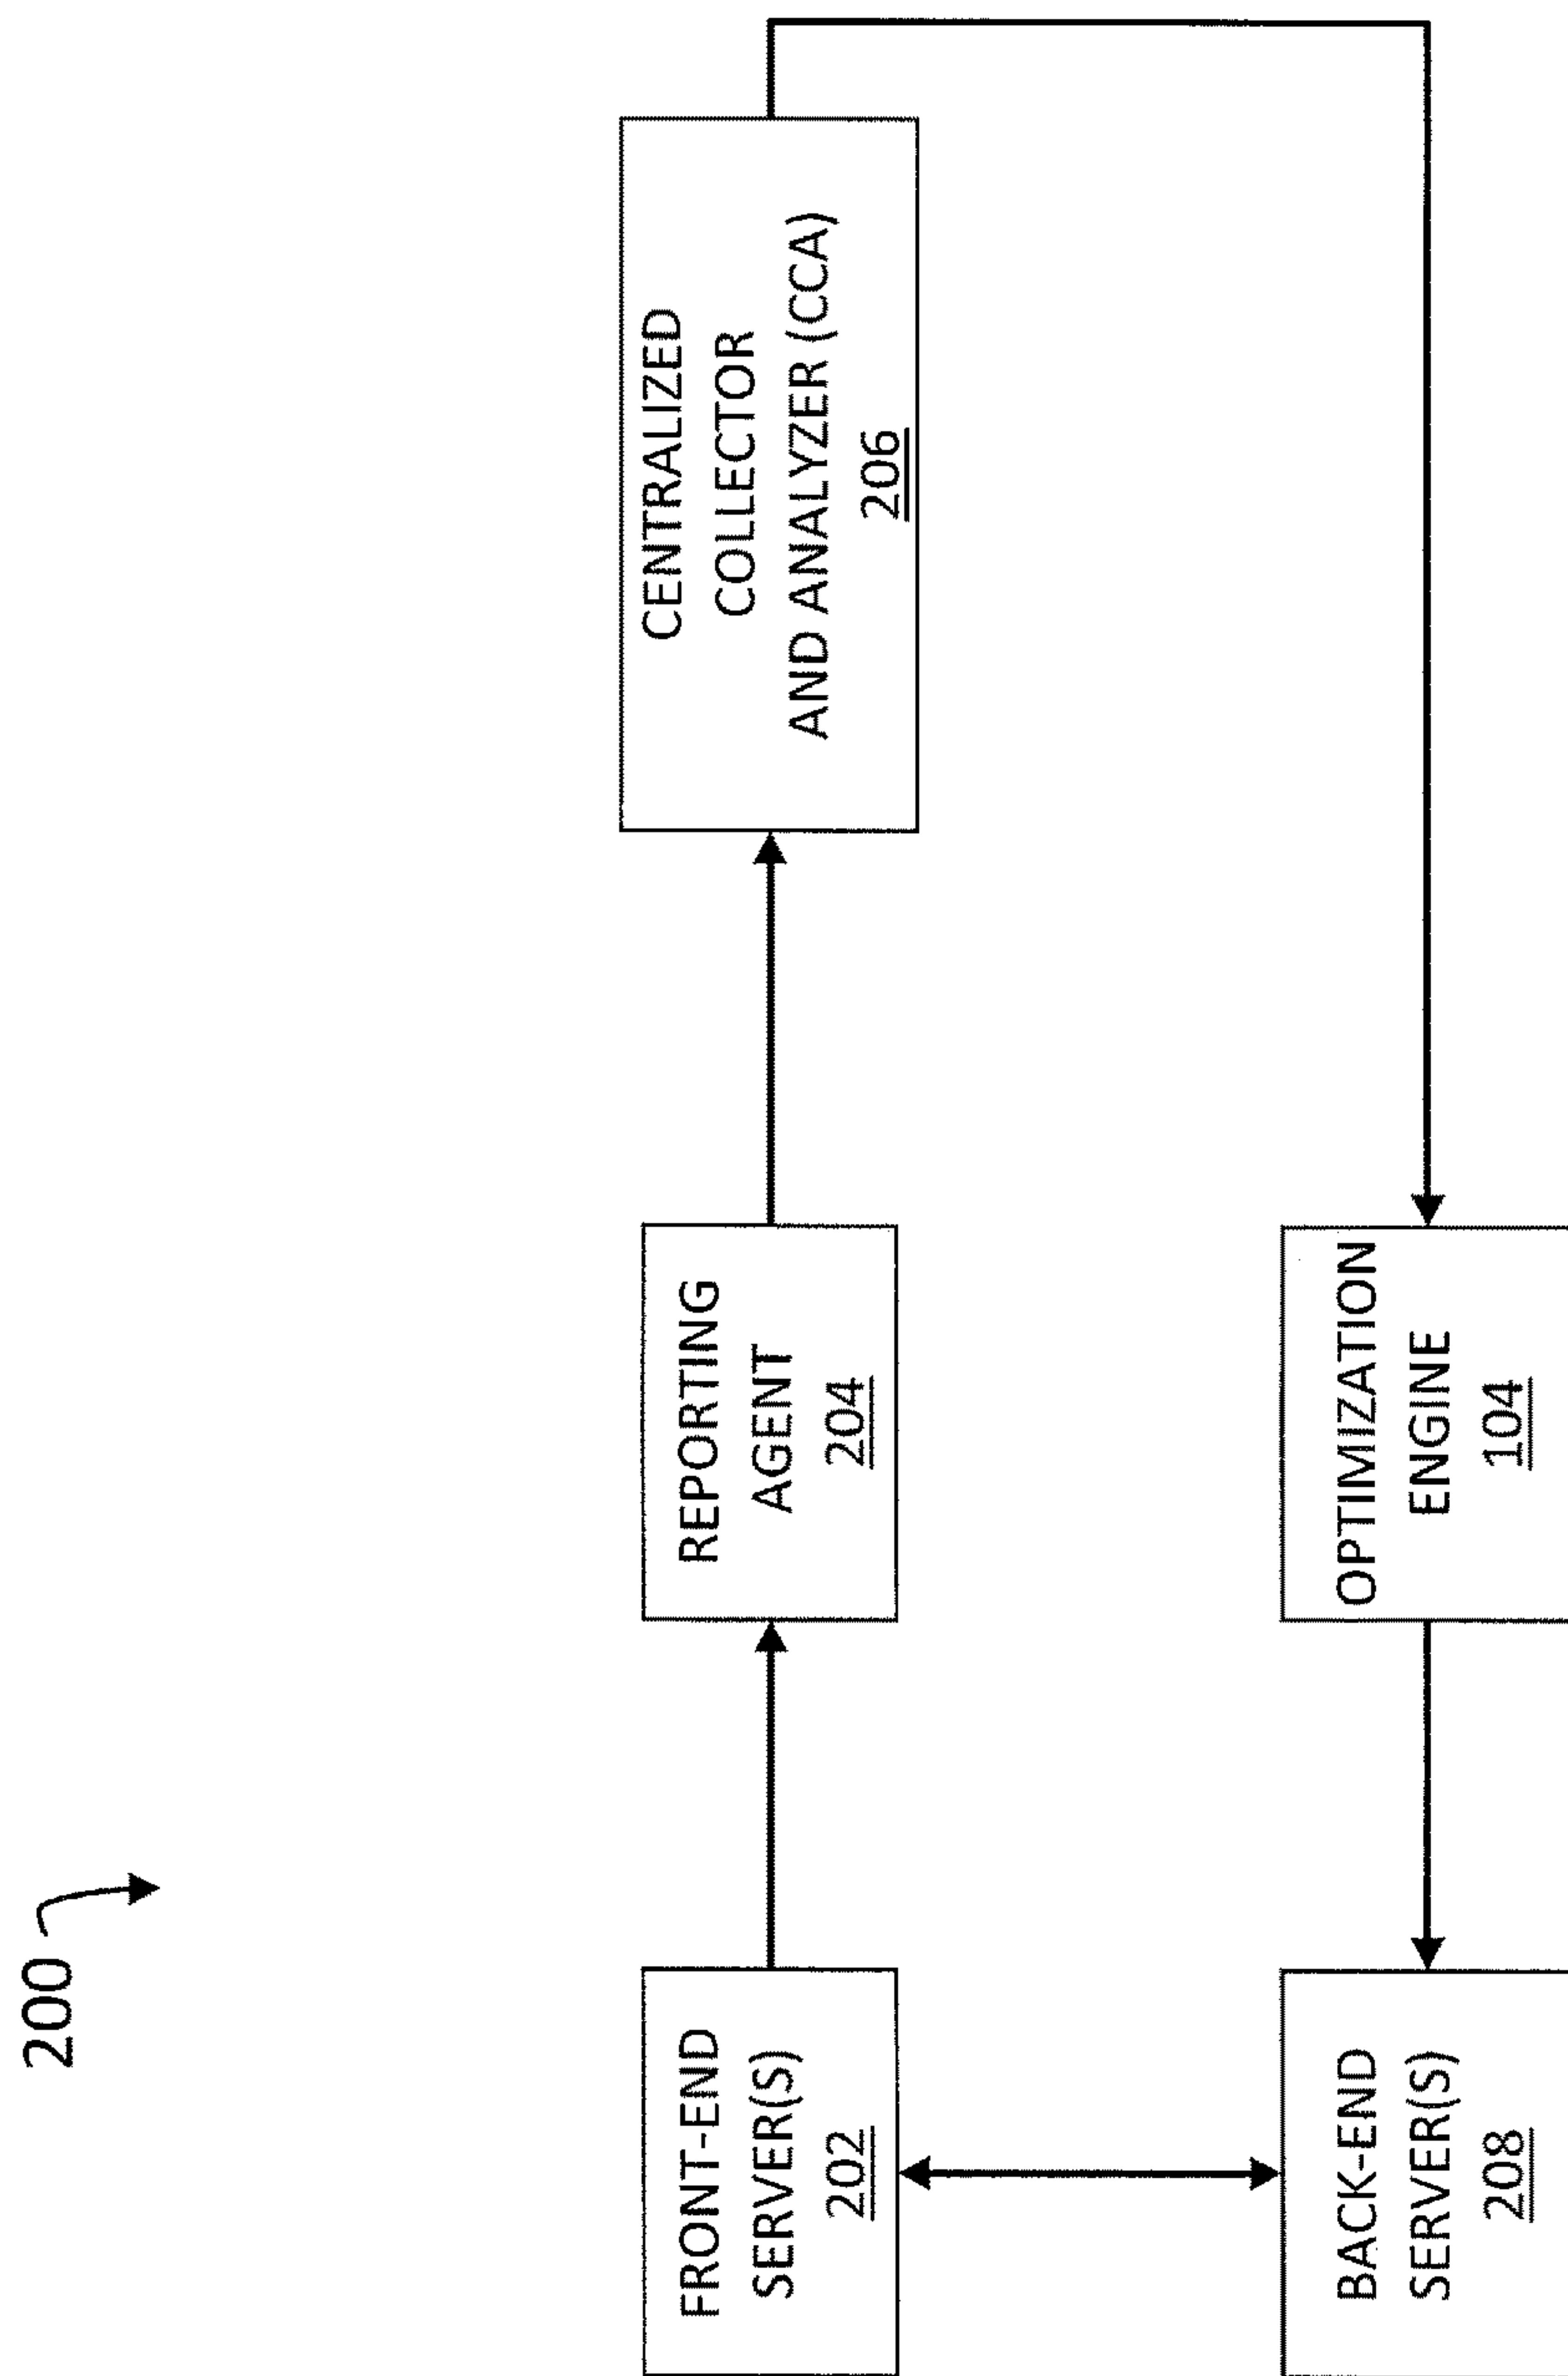 200
FRONT-END
SERVER(S)
202
REPORTING
AGENT
204
CENTRALIZED
COLLECTOR
AND ANALYZER (CCA)
206
BACK-END
SERVER(S)
208
OPTIMIZATION
ENGINE
104